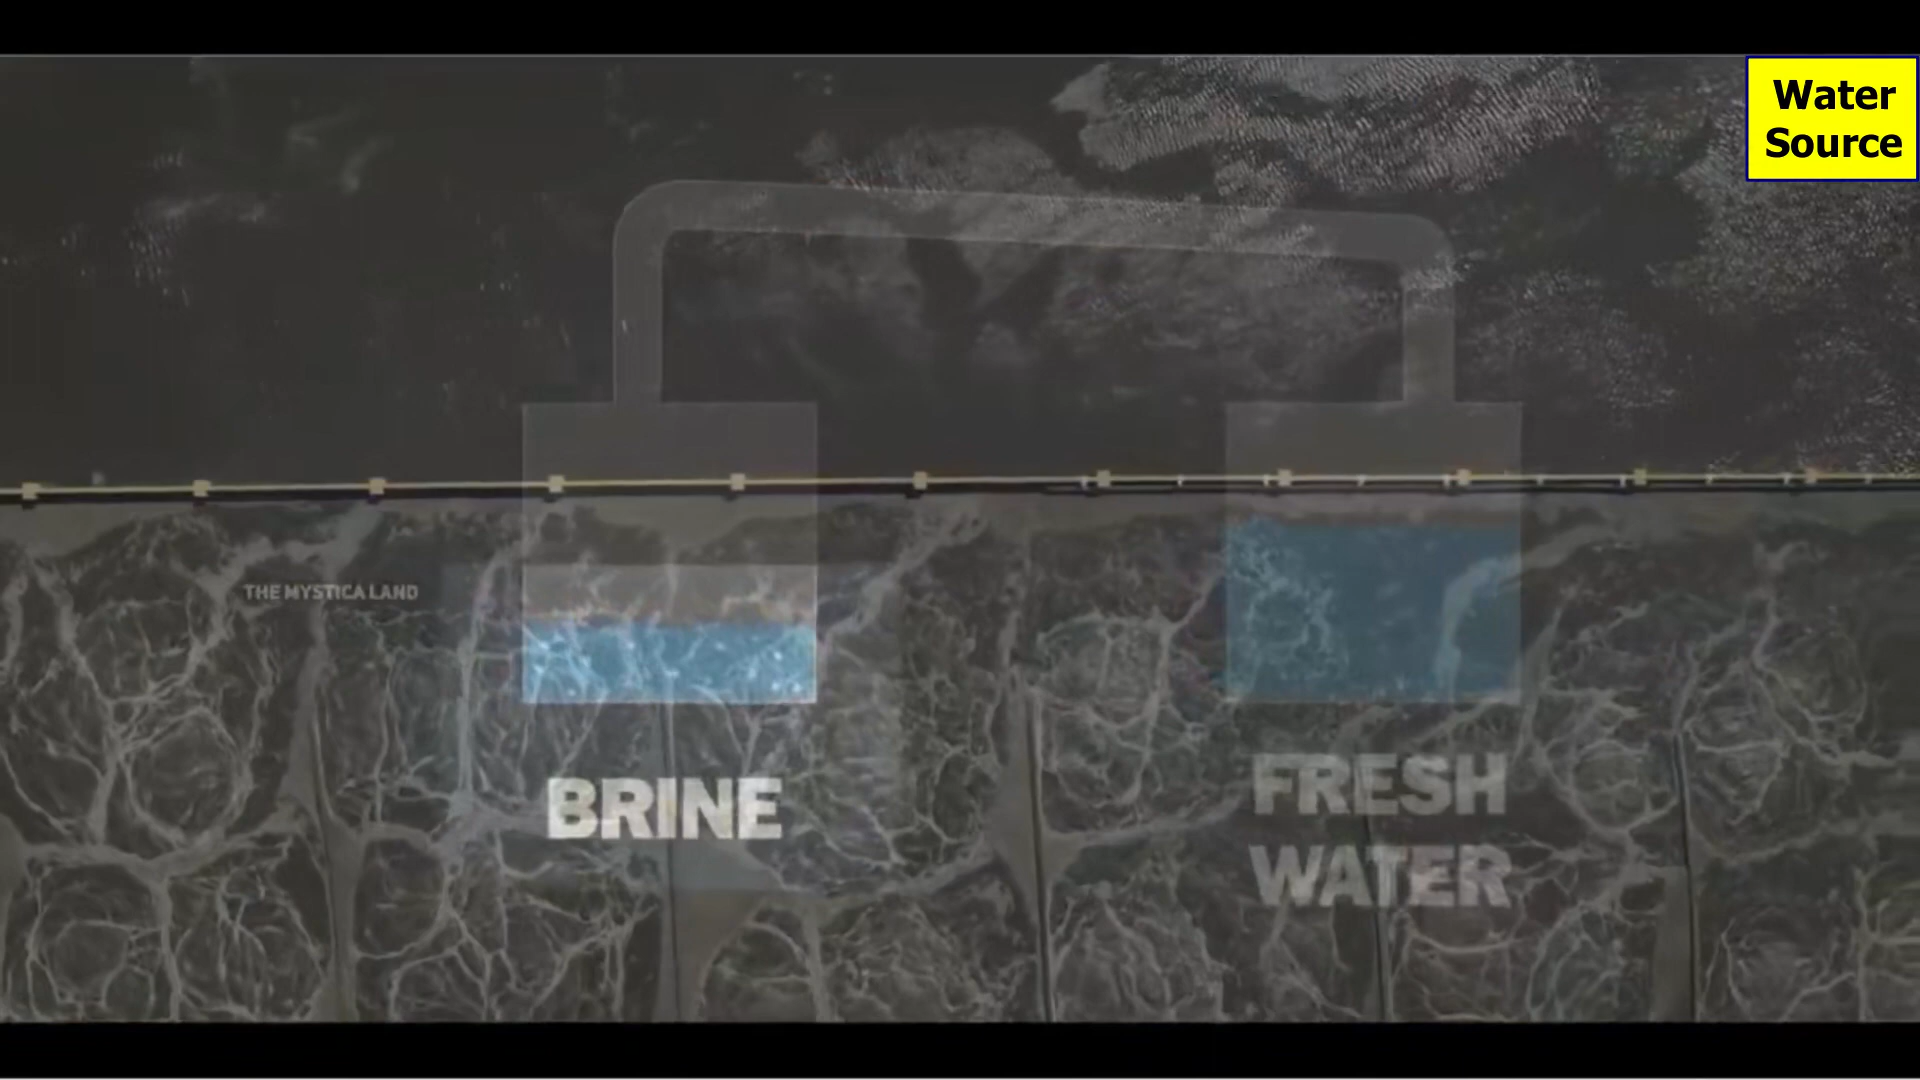 Water
Source
THE MYSTICA LAND
BRINE
FRESH
WATER